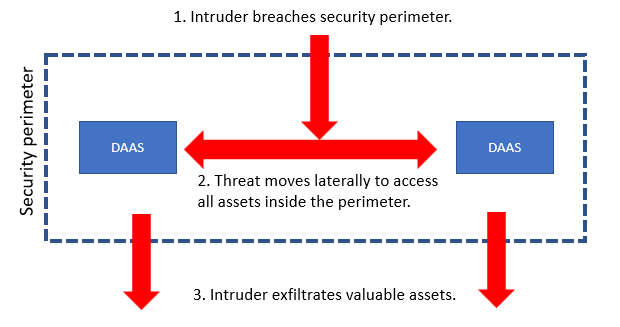 1. Intruder breaches security perimeter.
Security perimeter
DAAS
DAAS
2. Threat moves laterally to access
all assets inside the perimeter.
3. Intruder exfiltrates valuable assets.